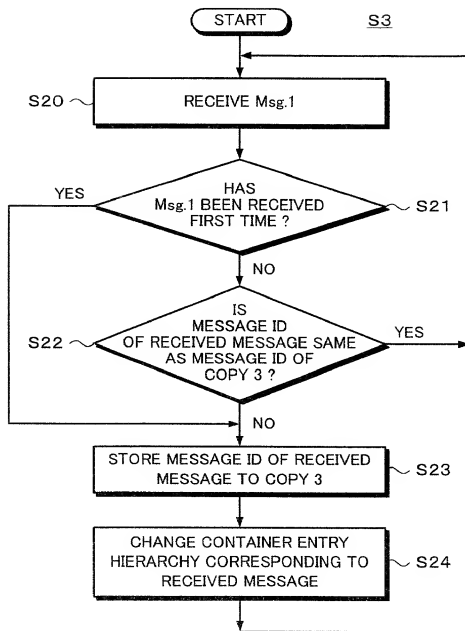 START
S3
S20
RECEIVE Msg.1
YES
HAS
Msg.1 BEEN RECEIVED
FIRST TIME ?
S21
NO
S22
IS
MESSAGE ID
OF RECEIVED MESSAGE SAME
AS MESSAGE ID OF
COPY 3 ?
YES
NO
STORE MESSAGE ID OF RECEIVED
MESSAGE TO COPY 3
S23
CHANGE CONTAINER ENTRY
HIERARCHY CORRESPONDING TO
RECEIVED MESSAGE
S24